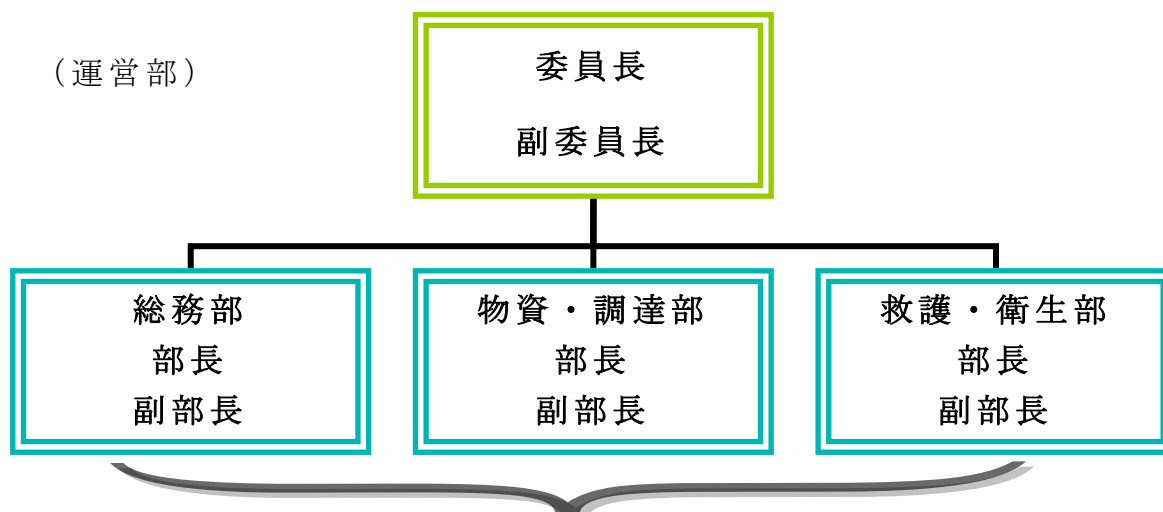 （運営部）
委員長
副委員長
総務部
部長
副部長
物資・調達部
部長
副部長
救護・衛生部
部長
副部長